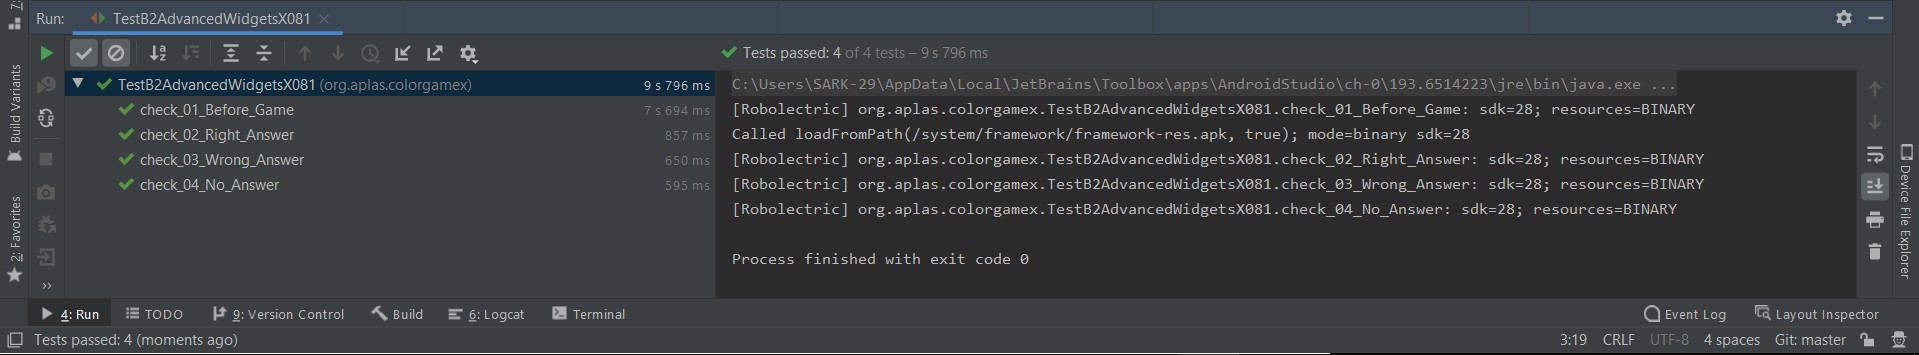 Run: TestB2AdvancedWidgetsX081
Tests passed: 4 of 4 tests – 9 s 796 ms
TestB2AdvancedWidgetsX081 (org.aplas.colorgamex) 9 s 796 ms
check_01_Before_Game 7 s 694 ms
check_02_Right_Answer 857 ms
check_03_Wrong_Answer 650 ms
check_04_No_Answer 595 ms
C:\Users\SARK-29\AppData\Local\JetBrains\Toolbox\apps\AndroidStudio\ch-0\193.6514223\jre\bin\java.exe ...
[Robolectric] org.aplas.colorgamex.TestB2AdvancedWidgetsX081.check_01_Before_Game: sdk=28; resources=BINARY
Called loadFromPath(/system/framework/framework-res.apk, true); mode=binary sdk=28
[Robolectric] org.aplas.colorgamex.TestB2AdvancedWidgetsX081.check_02_Right_Answer: sdk=28; resources=BINARY
[Robolectric] org.aplas.colorgamex.TestB2AdvancedWidgetsX081.check_03_Wrong_Answer: sdk=28; resources=BINARY
[Robolectric] org.aplas.colorgamex.TestB2AdvancedWidgetsX081.check_04_No_Answer: sdk=28; resources=BINARY
Process finished with exit code 0
Build Variants
2: Favorites
Device File Explorer
4: Run TODO 9: Version Control Build 6: Logcat Terminal Event Log Layout Inspector
Tests passed: 4 (moments ago) 3:19 CRLF UTF-8 4 spaces Git: master